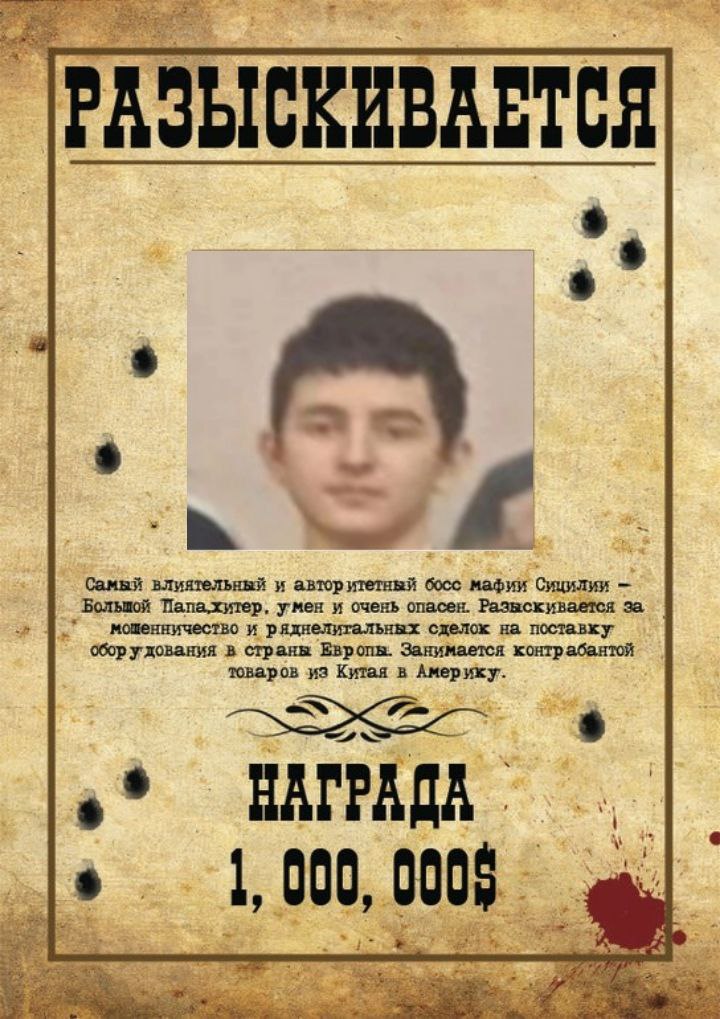 РАЗЫСКИВАЕТСЯ
Самый влиятельный и авторитетный босс мафии Сицилии –
Большой Папа,хитер, умен и очень опасен. Разыскивается за
мошенничество и ряднелигальных сделок на поставку
оборудования в страны Европы. Занимается контрабантой
товаров из Китая в Америку.
НАГРАДА
1, 000, 000$